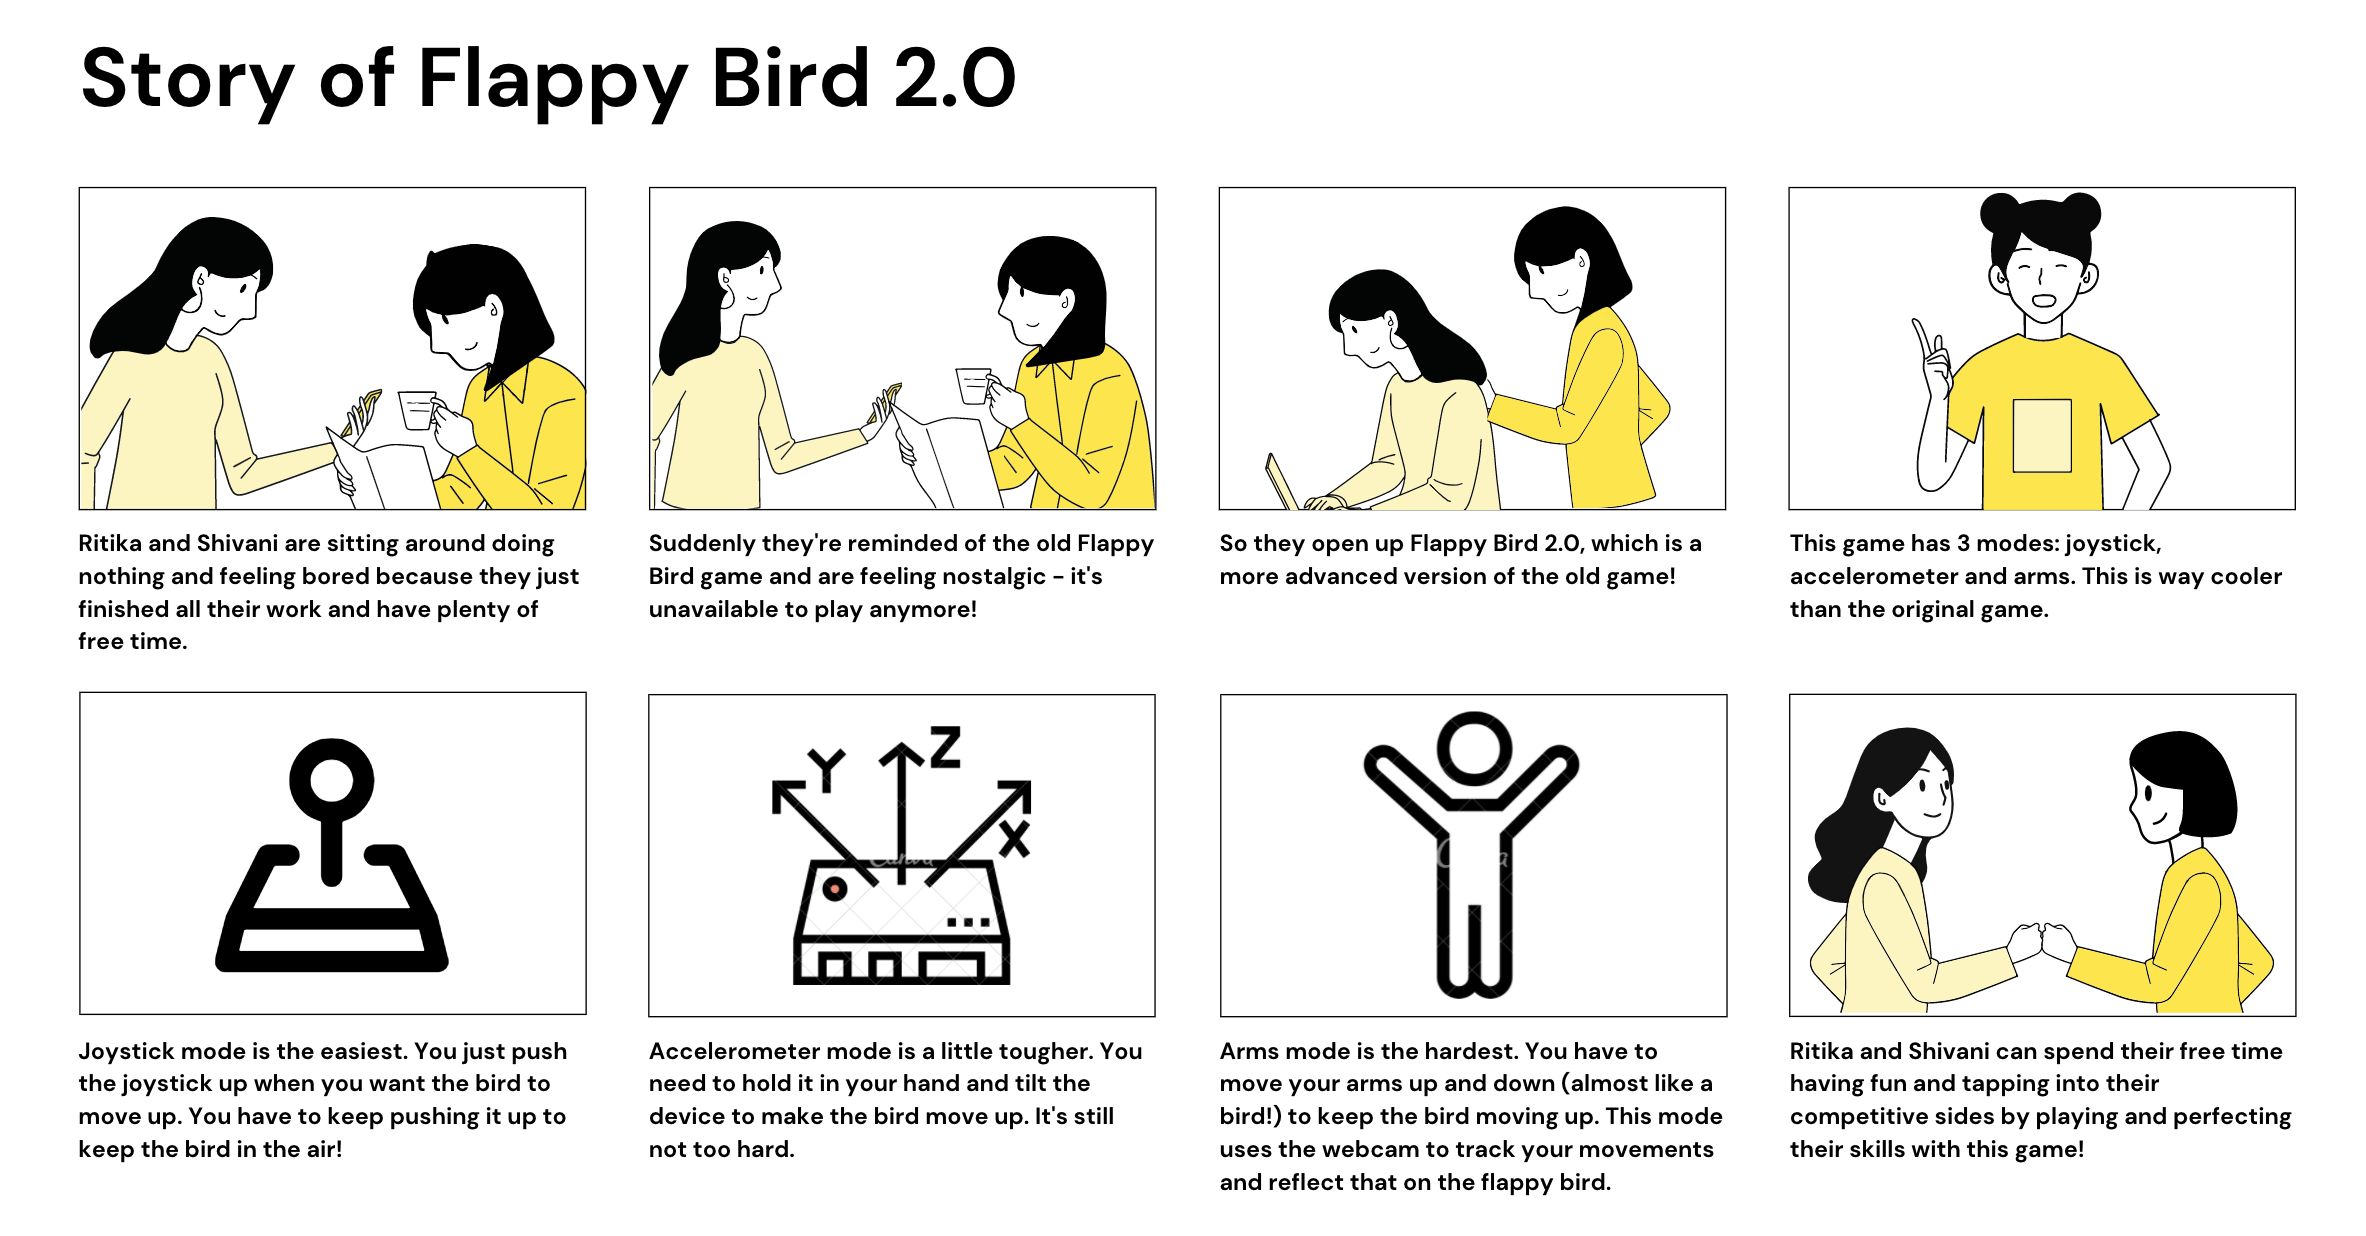 Story of Flappy Bird 2.0
Ritika and Shivani are sitting around doing
nothing and feeling bored because they just
finished all their work and have plenty of
free time.
Suddenly they're reminded of the old Flappy
Bird game and are feeling nostalgic - it's
unavailable to play anymore!
So they open up Flappy Bird 2.0, which is a
more advanced version of the old game!
This game has 3 modes: joystick,
accelerometer and arms. This is way cooler
than the original game.
Joystick mode is the easiest. You just push
the joystick up when you want the bird to
move up. You have to keep pushing it up to
keep the bird in the air!
Y
Z
X
Canva
Accelerometer mode is a little tougher. You
need to hold it in your hand and tilt the
device to make the bird move up. It's still
not too hard.
Arms mode is the hardest. You have to
move your arms up and down (almost like a
bird!) to keep the bird moving up. This mode
uses the webcam to track your movements
and reflect that on the flappy bird.
Ritika and Shivani can spend their free time
having fun and tapping into their
competitive sides by playing and perfecting
their skills with this game!